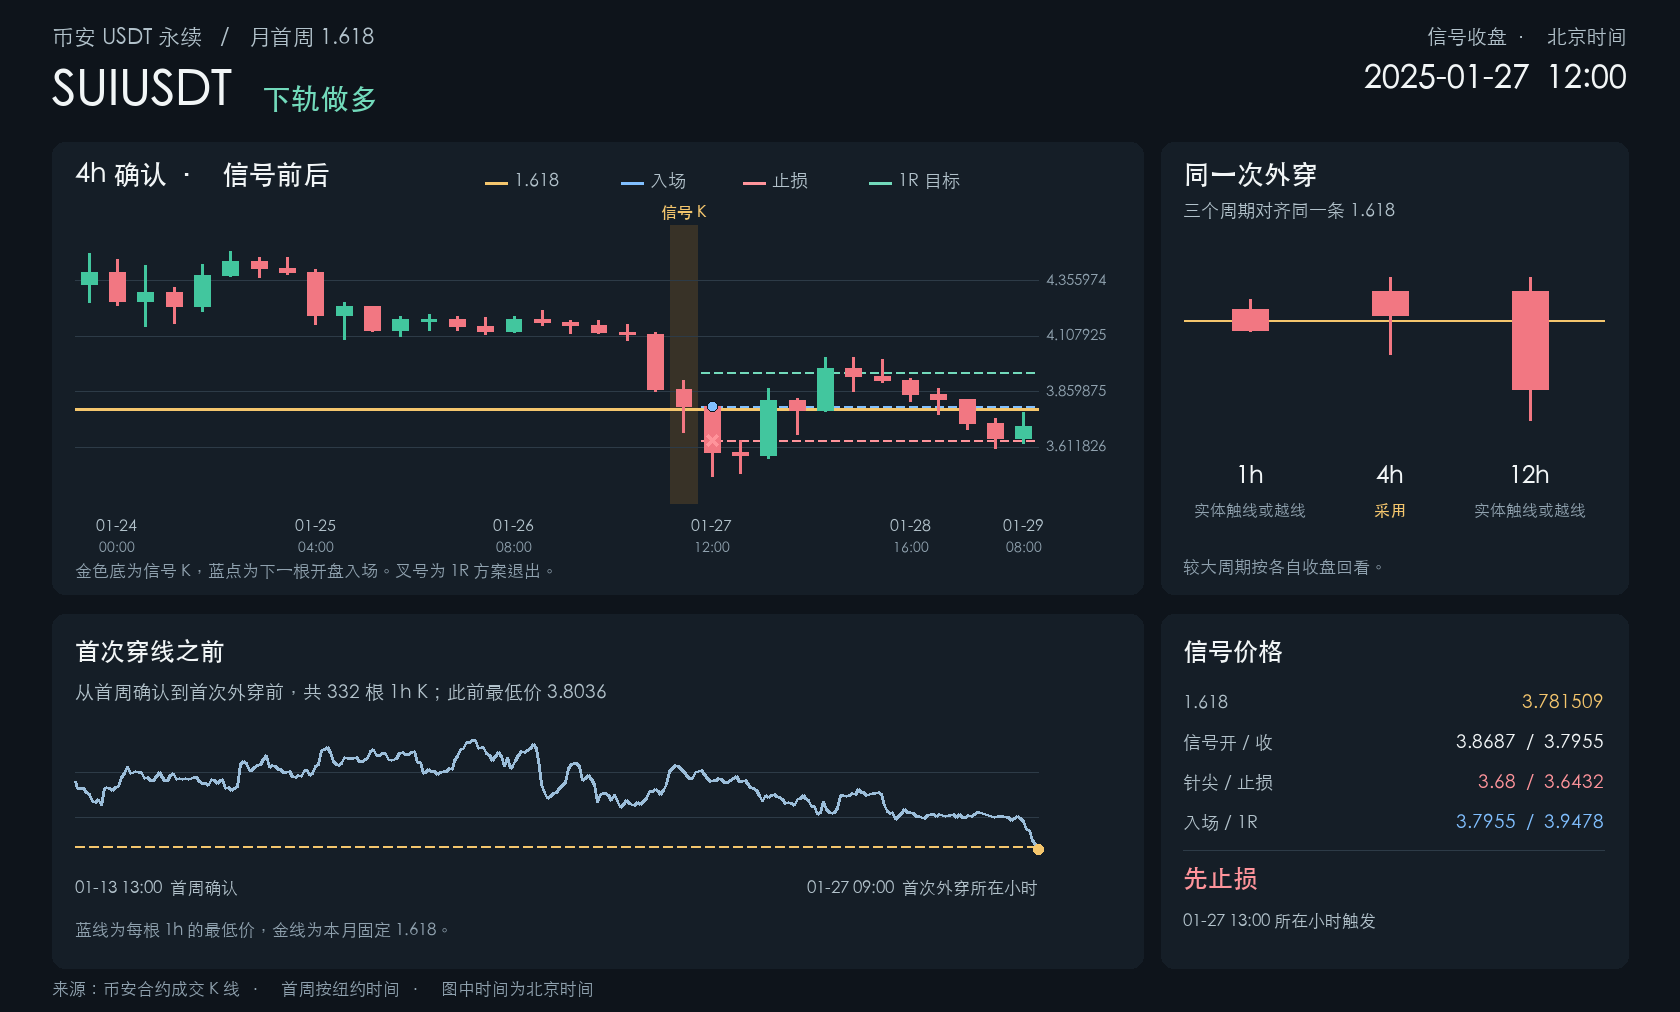 币安 USDT 永续 / 月首周 1.618
SUIUSDT 下轨做多
信号收盘 · 北京时间
2025-01-27 12:00
4h 确认 · 信号前后
1.618 入场 止损 1R 目标
信号 K
4.355974
4.107925
3.859875
3.611826
01-24 01-25 01-26 01-27 01-28 01-29
00:00 04:00 08:00 12:00 16:00 08:00
金色底为信号 K，蓝点为下一根开盘入场。叉号为 1R 方案退出。
同一次外穿
三个周期对齐同一条 1.618
1h 4h 12h
实体触线或越线 采用 实体触线或越线
较大周期按各自收盘回看。
首次穿线之前
从首周确认到首次外穿前，共 332 根 1h K；此前最低价 3.8036
01-13 13:00 首周确认
01-27 09:00 首次外穿所在小时
蓝线为每根 1h 的最低价，金线为本月固定 1.618。
信号价格
1.618 3.781509
信号开 / 收 3.8687 / 3.7955
针尖 / 止损 3.68 / 3.6432
入场 / 1R 3.7955 / 3.9478
先止损
01-27 13:00 所在小时触发
来源：币安合约成交 K 线 · 首周按纽约时间 · 图中时间为北京时间